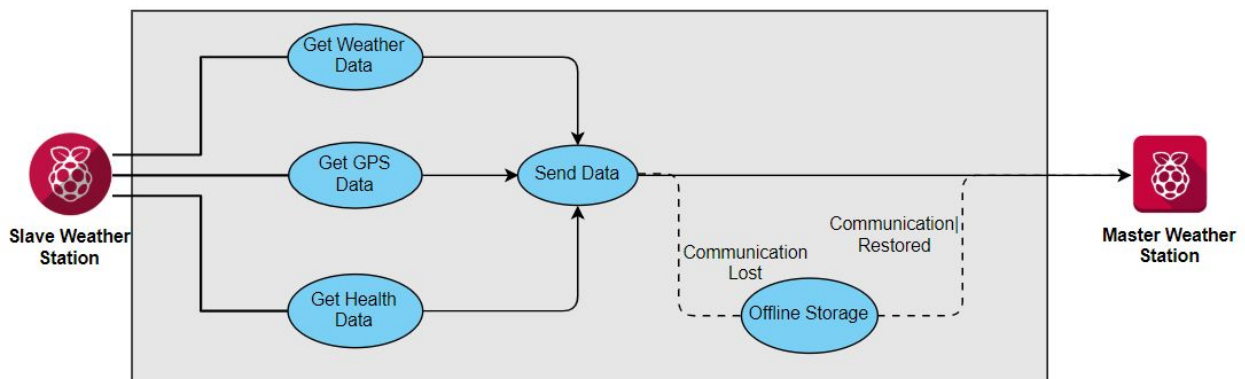 Get Weather
Data
Get GPS
Data
Send Data
Slave Weather
Station
Communication|
Restored
Master Weather
Station
Communication
Lost
Get Health
Data
Offline Storage